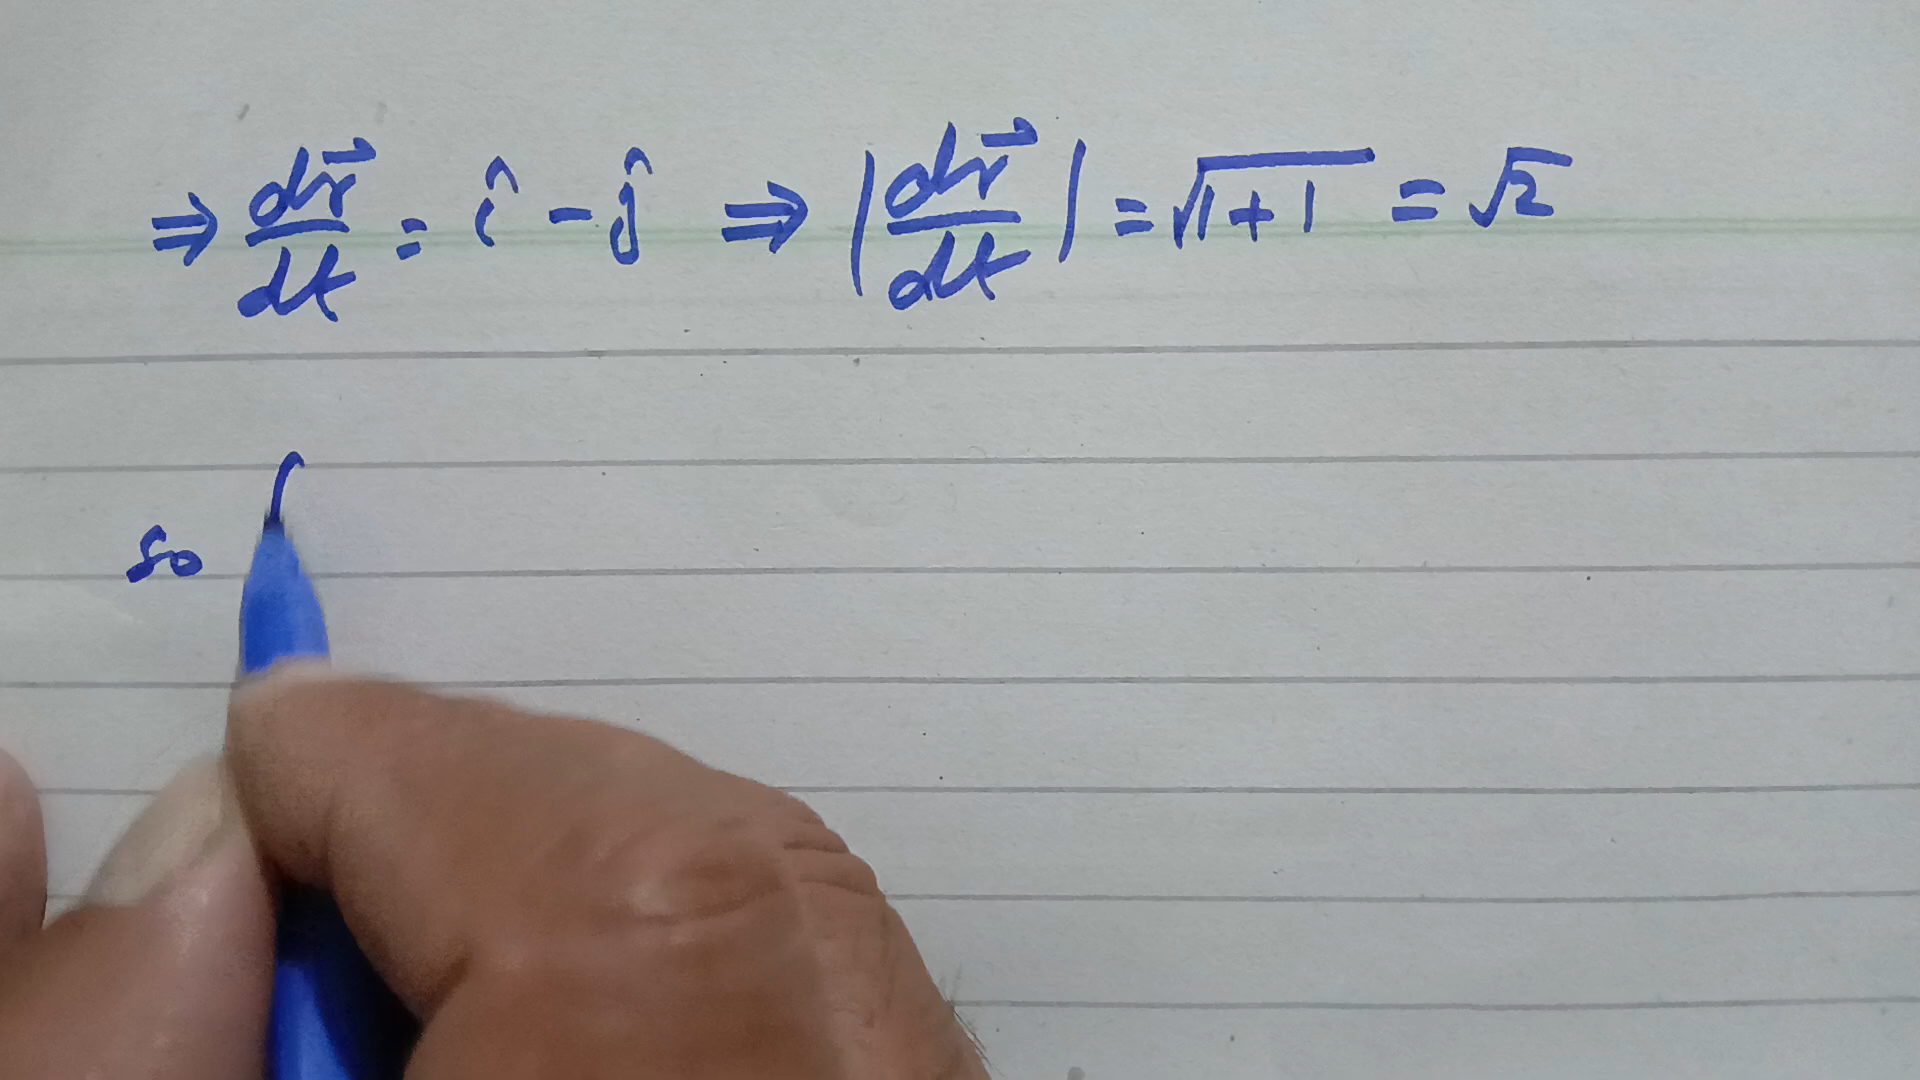 ⇒ dr⃗/dt = î - ĵ ⇒ |dr⃗/dt| = √(1+1) = √2
so ∫